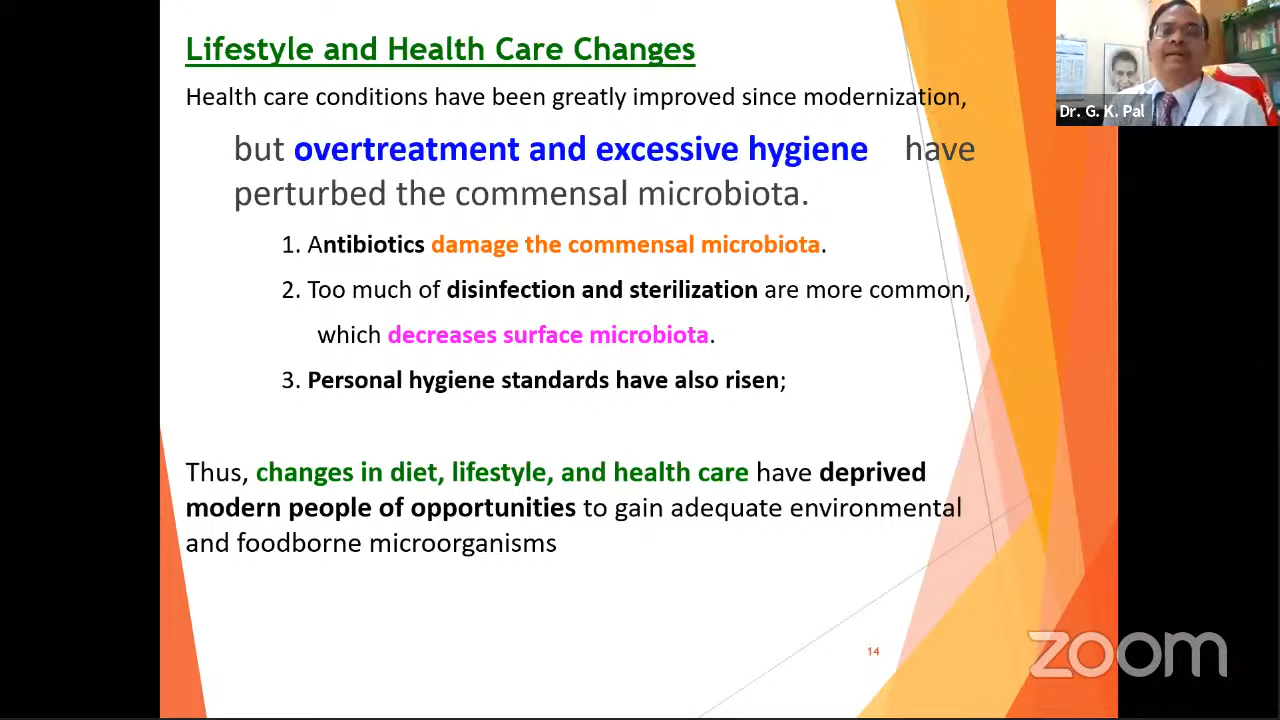 Lifestyle and Health Care Changes
Health care conditions have been greatly improved since modernization,
but overtreatment and excessive hygiene have
perturbed the commensal microbiota.
1. Antibiotics damage the commensal microbiota.
2. Too much of disinfection and sterilization are more common,
which decreases surface microbiota.
3. Personal hygiene standards have also risen;
Thus, changes in diet, lifestyle, and health care have deprived
modern people of opportunities to gain adequate environmental
and foodborne microorganisms
14
Dr. G. K. Pal
zoom